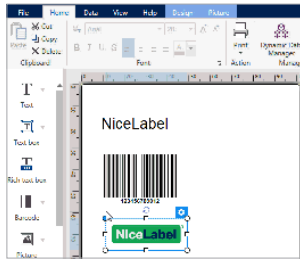 File Home Data View Help Design Picture
Cut
Copy
Delete
Paste
Clipboard
Font
Print
Action
Dynamic Data
Manager
Text
Text box
Rich text box
Barcode
Picture
NiceLabel
NiceLabel